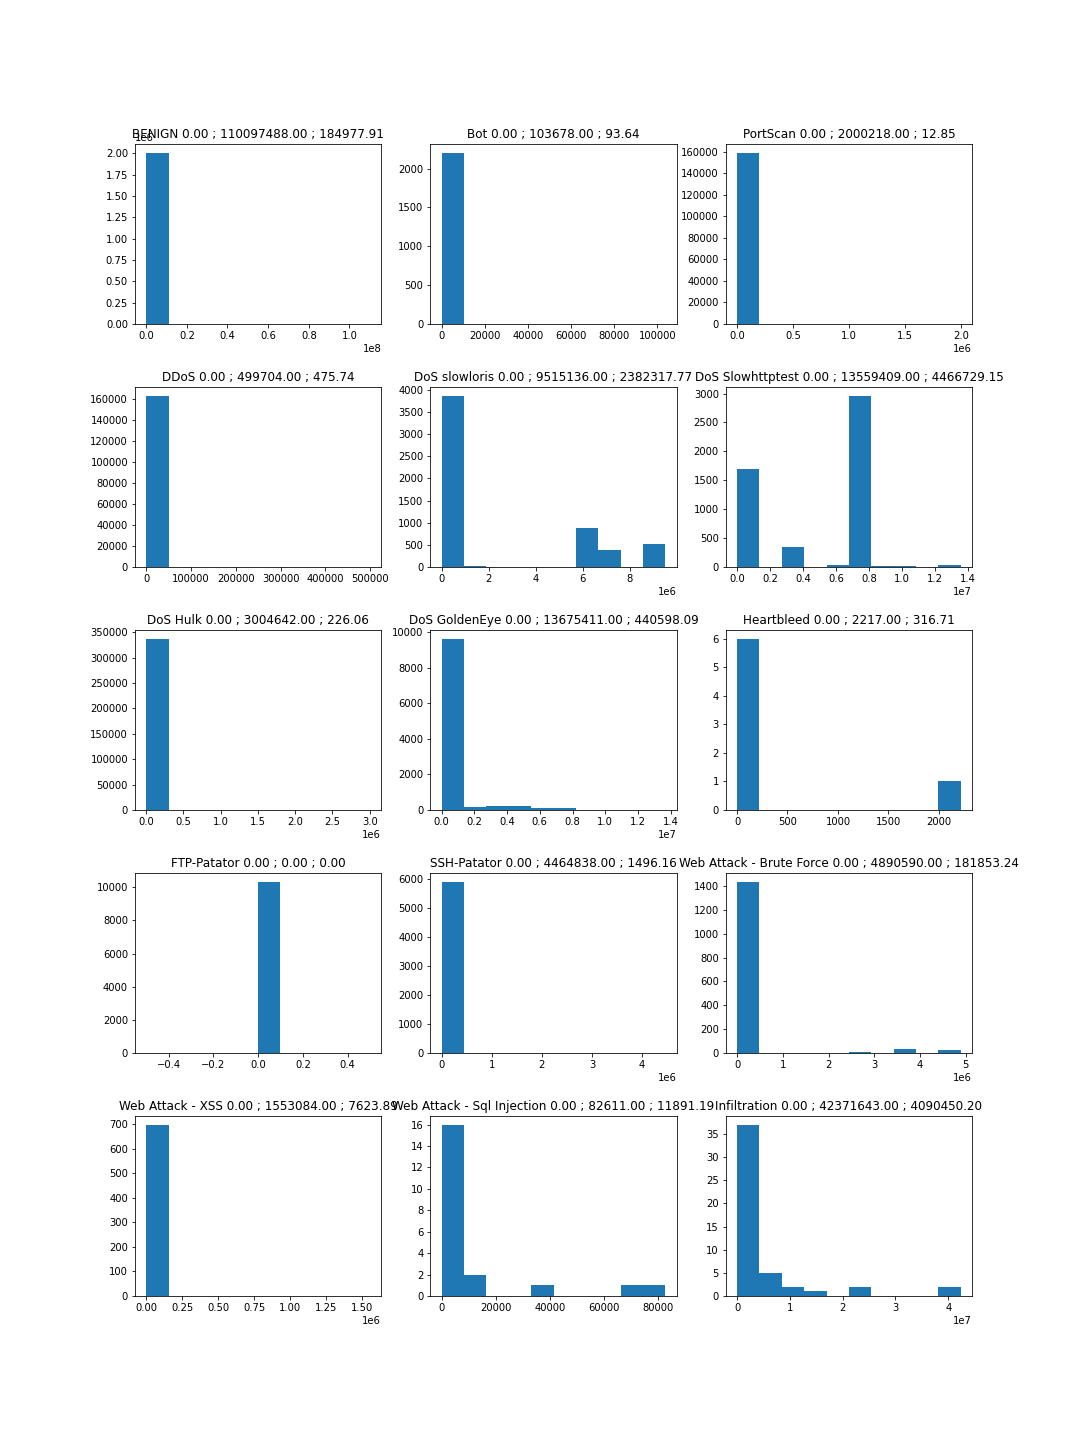 BENIGN 0.00 ; 110097488.00 ; 184977.91
Bot 0.00 ; 103678.00 ; 93.64
PortScan 0.00 ; 2000218.00 ; 12.85
1e6
2.00
1.75
1.50
1.25
1.00
0.75
0.50
0.25
0.00
0.0 0.2 0.4 0.6 0.8 1.0
1e8
2000
1500
1000
500
0
0 20000 40000 60000 80000 100000
160000
140000
120000
100000
80000
60000
40000
20000
0
0.0 0.5 1.0 1.5 2.0
1e6
DDoS 0.00 ; 499704.00 ; 475.74
DoS slowloris 0.00 ; 9515136.00 ; 2382317.77
DoS Slowhttptest 0.00 ; 13559409.00 ; 4466729.15
160000
140000
120000
100000
80000
60000
40000
20000
0
0 100000 200000 300000 400000 500000
4000
3500
3000
2500
2000
1500
1000
500
0
0 2 4 6 8
1e6
3000
2500
2000
1500
1000
500
0
0.0 0.2 0.4 0.6 0.8 1.0 1.2 1.4
1e7
DoS Hulk 0.00 ; 3004642.00 ; 226.06
DoS GoldenEye 0.00 ; 13675411.00 ; 440598.09
Heartbleed 0.00 ; 2217.00 ; 316.71
350000
300000
250000
200000
150000
100000
50000
0
0.0 0.5 1.0 1.5 2.0 2.5 3.0
1e6
10000
8000
6000
4000
2000
0
0.0 0.2 0.4 0.6 0.8 1.0 1.2 1.4
1e7
6
5
4
3
2
1
0
0 500 1000 1500 2000
FTP-Patator 0.00 ; 0.00 ; 0.00
SSH-Patator 0.00 ; 4464838.00 ; 1496.16
Web Attack - Brute Force 0.00 ; 4890590.00 ; 181853.24
10000
8000
6000
4000
2000
0
−0.4 −0.2 0.0 0.2 0.4
6000
5000
4000
3000
2000
1000
0
0 1 2 3 4
1e6
1400
1200
1000
800
600
400
200
0
0 1 2 3 4 5
1e6
Web Attack - XSS 0.00 ; 1553084.00 ; 7623.89
Web Attack - Sql Injection 0.00 ; 82611.00 ; 11891.19
Infiltration 0.00 ; 42371643.00 ; 4090450.20
700
600
500
400
300
200
100
0
0.00 0.25 0.50 0.75 1.00 1.25 1.50
1e6
16
14
12
10
8
6
4
2
0
0 20000 40000 60000 80000
35
30
25
20
15
10
5
0
0 1 2 3 4
1e7